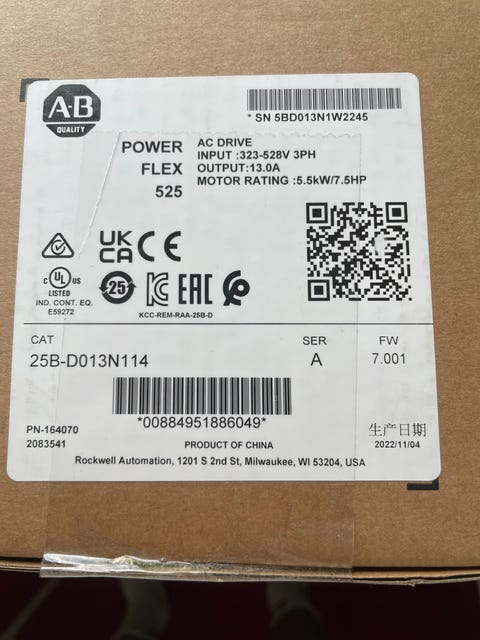 A-B
QUALITY
* SN 5BD013N1W2245
POWER
FLEX
525
AC DRIVE
INPUT :323-528V 3PH
OUTPUT:13.0A
MOTOR RATING :5.5kW/7.5HP
UK
CA CE
C UL US
LISTED
IND. CONT. EQ.
E59272
25
EAC
KCC-REM-RAA-25B-D
CAT
25B-D013N114
SER
A
FW
7.001
*00884951886049*
PN-164070
2083541
PRODUCT OF CHINA
生产日期
2022/11/04
Rockwell Automation, 1201 S 2nd St, Milwaukee, WI 53204, USA